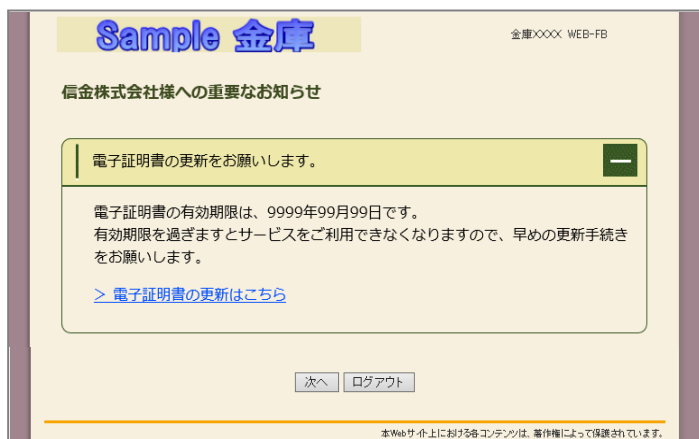 Sample 金庫
金庫XXXX WEB-FB
信金株式会社様への重要なお知らせ
電子証明書の更新をお願いします。
電子証明書の有効期限は、9999年99月99日です。
有効期限を過ぎますとサービスをご利用できなくなりますので、早めの更新手続き
をお願いします。
> 電子証明書の更新はこちら
次へ ログアウト
本Webサイト上における各コンテンツは、著作権によって保護されています。